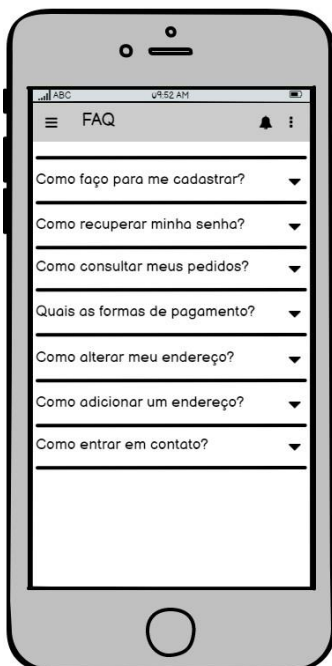 ABC 09:52 AM
FAQ
Como faço para me cadastrar?
Como recuperar minha senha?
Como consultar meus pedidos?
Quais as formas de pagamento?
Como alterar meu endereço?
Como adicionar um endereço?
Como entrar em contato?